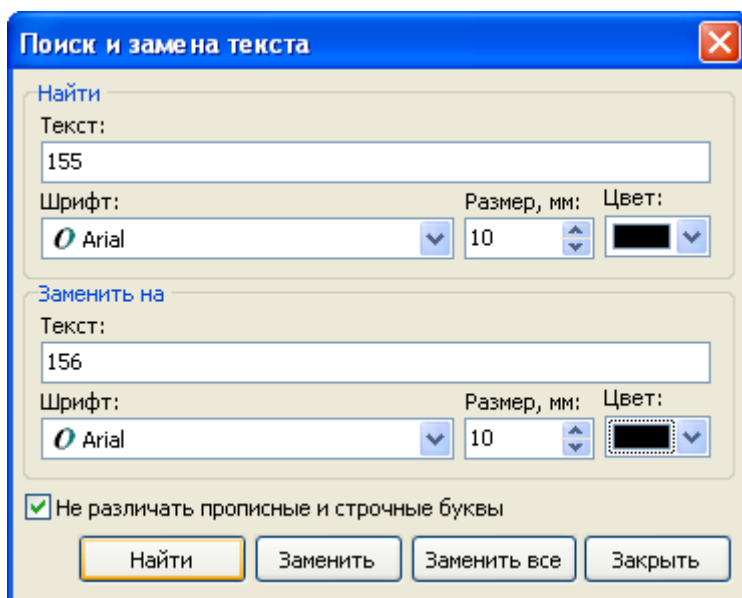 Поиск и замена текста
Найти
Текст:
155
Шрифт: Размер, мм: Цвет:
O Arial 10
Заменить на
Текст:
156
Шрифт: Размер, мм: Цвет:
O Arial 10
Не различать прописные и строчные буквы
Найти Заменить Заменить все Закрыть